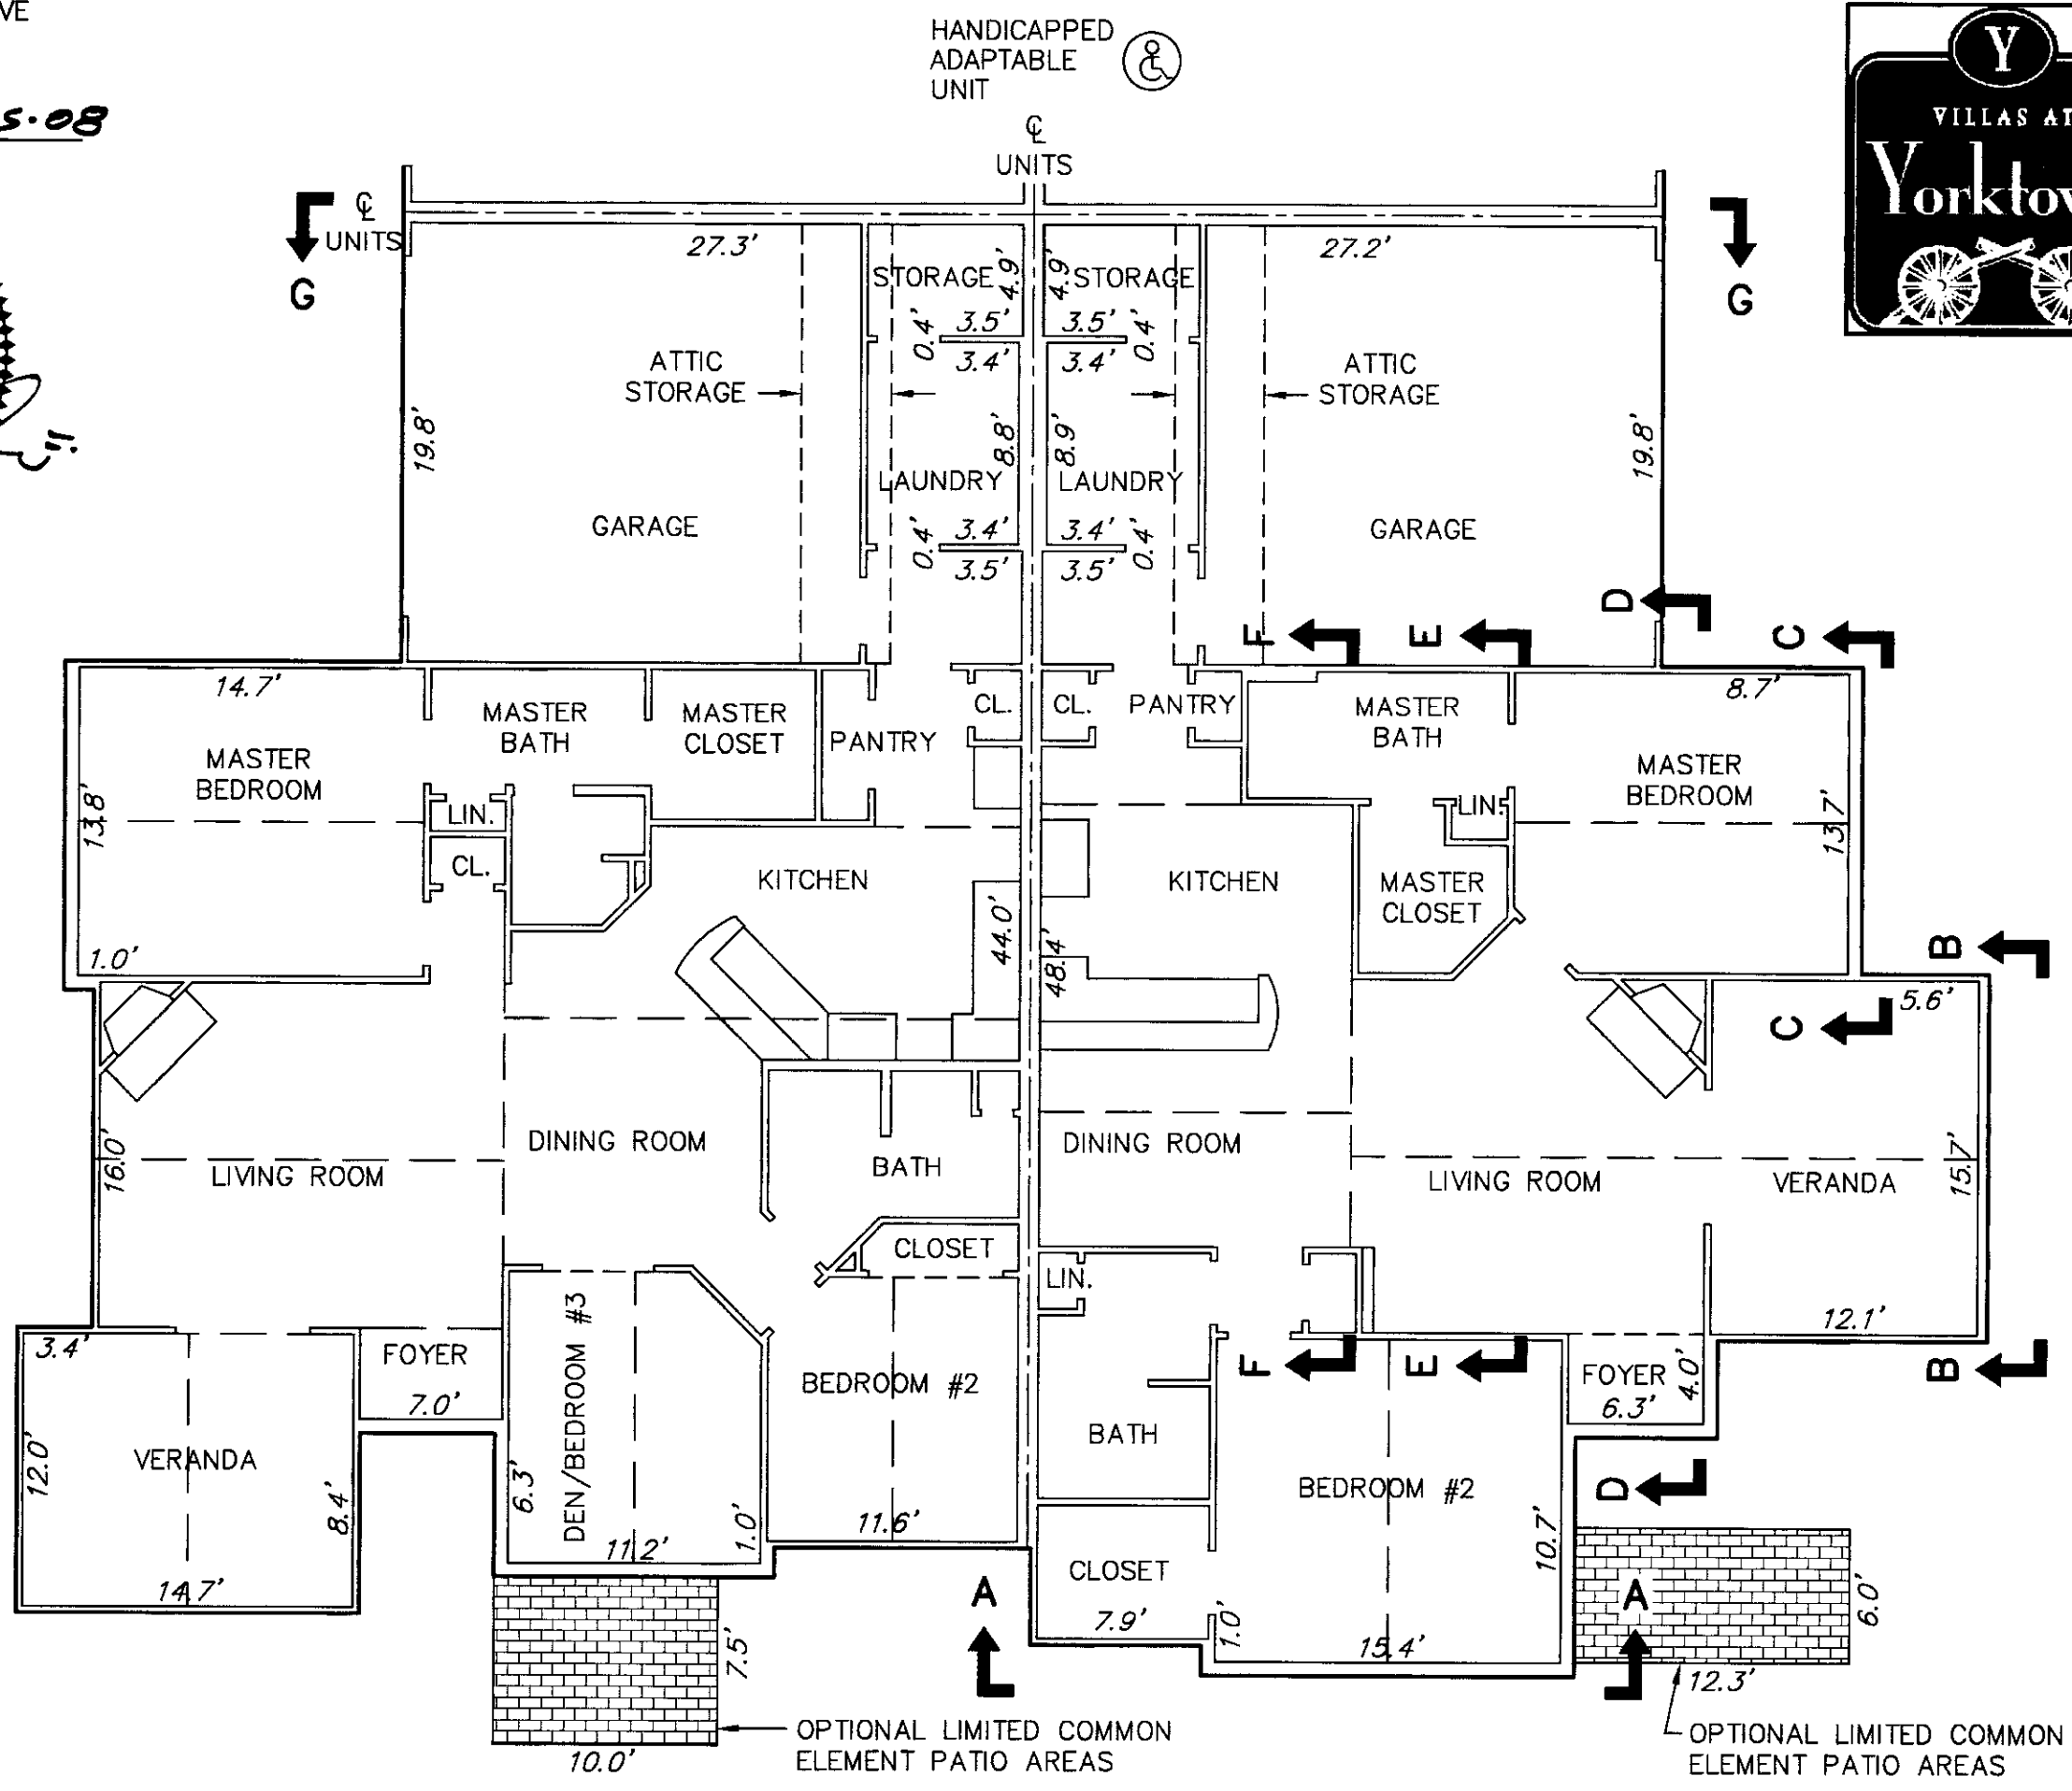 VE
HANDICAPPED
ADAPTABLE
UNIT
S.08
Y
VILLAS AT
Yorktow
℄
UNITS
℄
UNITS
G
G
27.3'
27.2'
STORAGE
4.9'
4.9'
STORAGE
0.4'
3.5'
3.5'
0.4'
3.4'
3.4'
ATTIC
STORAGE
ATTIC
STORAGE
19.8'
8.8'
8.9'
19.8'
LAUNDRY
LAUNDRY
GARAGE
GARAGE
0.4'
3.4'
3.4'
0.4'
3.5'
3.5'
F
E
D
C
14.7'
MASTER
BATH
MASTER
CLOSET
PANTRY
CL.
CL.
PANTRY
MASTER
BATH
8.7'
MASTER
BEDROOM
MASTER
BEDROOM
13.8'
LIN.
LIN.
13.7'
CL.
KITCHEN
KITCHEN
MASTER
CLOSET
1.0'
44.0'
48.4'
B
5.6'
C
16.0'
LIVING ROOM
DINING ROOM
BATH
DINING ROOM
LIVING ROOM
VERANDA
15.7'
CLOSET
LIN.
3.4'
FOYER
7.0'
DEN/BEDROOM #3
BEDROOM #2
F
E
FOYER
6.3'
4.0'
12.1'
B
VERANDA
12.0'
8.4'
6.3'
1.0'
11.6'
BATH
BEDROOM #2
D
14.7'
11.2'
10.7'
CLOSET
7.9'
1.0'
15.4'
A
A
6.0'
7.5'
12.3'
10.0'
OPTIONAL LIMITED COMMON
ELEMENT PATIO AREAS
OPTIONAL LIMITED COMMON
ELEMENT PATIO AREAS